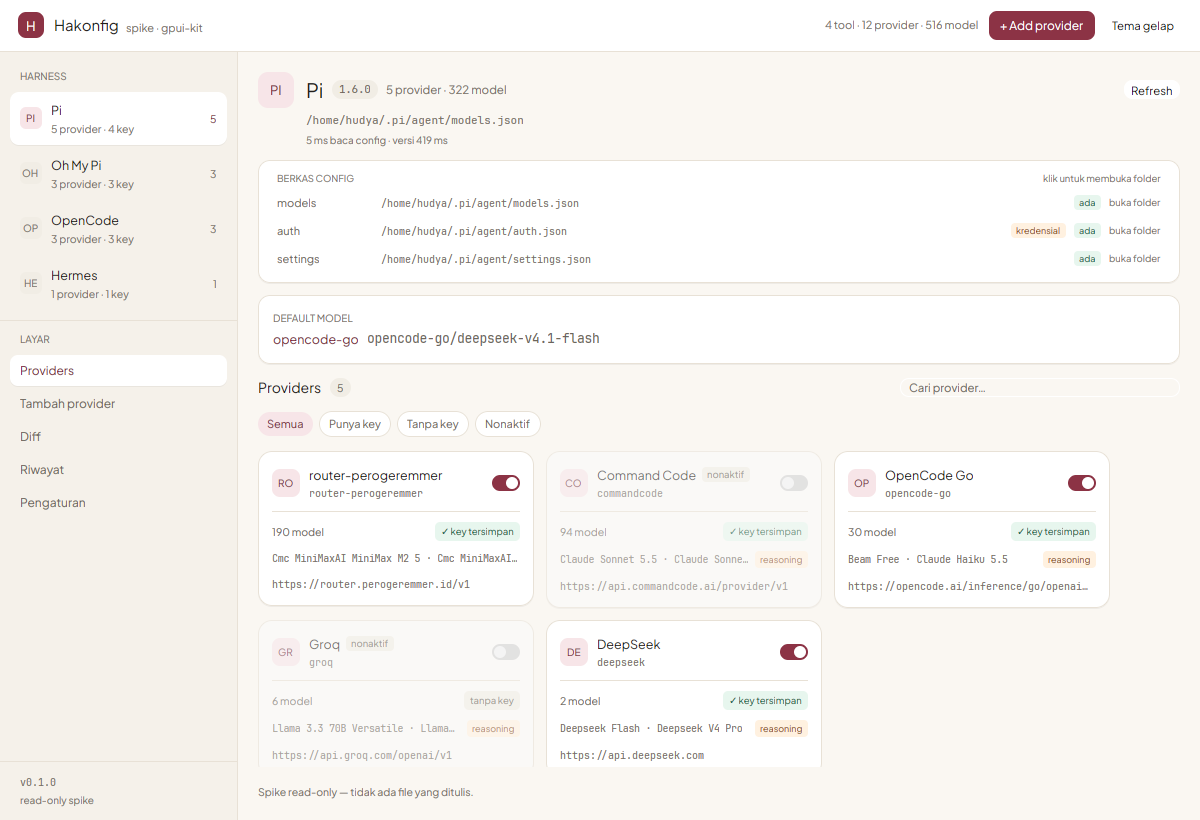 H Hakonfig spike · gpui-kit 4 tool · 12 provider · 516 model + Add provider Tema gelap
HARNESS
PI Pi 5
5 provider · 4 key
OH Oh My Pi 3
3 provider · 3 key
OP OpenCode 3
3 provider · 3 key
HE Hermes 1
1 provider · 1 key
LAYAR
Providers
Tambah provider
Diff
Riwayat
Pengaturan
v0.1.0
read-only spike
PI Pi 1.6.0 5 provider · 322 model Refresh
/home/hudya/.pi/agent/models.json
5 ms baca config · versi 419 ms
BERKAS CONFIG klik untuk membuka folder
models /home/hudya/.pi/agent/models.json ada buka folder
auth /home/hudya/.pi/agent/auth.json kredensial ada buka folder
settings /home/hudya/.pi/agent/settings.json ada buka folder
DEFAULT MODEL
opencode-go opencode-go/deepseek-v4.1-flash
Providers 5 Cari provider…
Semua Punya key Tanpa key Nonaktif
RO router-perogeremmer
router-perogeremmer
190 model ✓ key tersimpan
Cmc MiniMaxAI MiniMax M2 5 · Cmc MiniMaxAI…
https://router.perogeremmer.id/v1
CO Command Code nonaktif
commandcode
94 model ✓ key tersimpan
Claude Sonnet 5.5 · Claude Sonne… reasoning
https://api.commandcode.ai/provider/v1
OP OpenCode Go
opencode-go
30 model ✓ key tersimpan
Beam Free · Claude Haiku 5.5 reasoning
https://opencode.ai/inference/go/openai…
GR Groq nonaktif
groq
6 model tanpa key
Llama 3.3 70B Versatile · Llama… reasoning
https://api.groq.com/openai/v1
DE DeepSeek
deepseek
2 model ✓ key tersimpan
Deepseek Flash · Deepseek V4 Pro reasoning
https://api.deepseek.com
Spike read-only — tidak ada file yang ditulis.